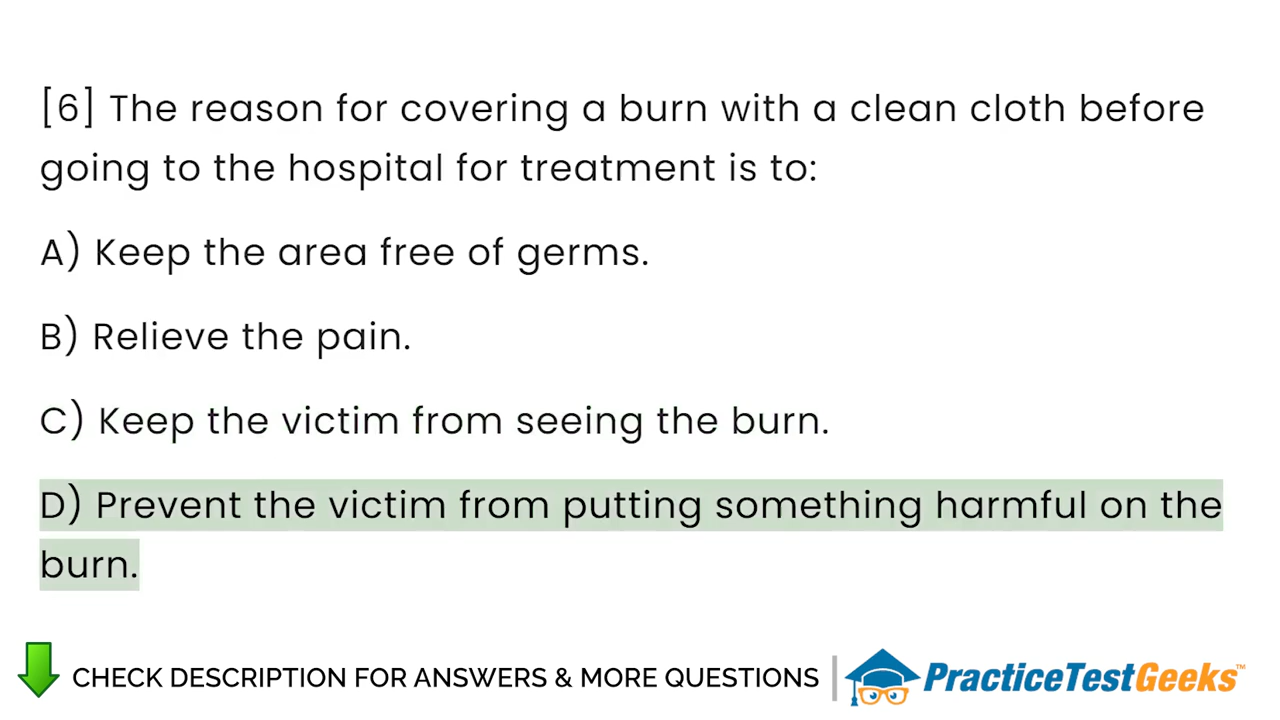 [6] The reason for covering a burn with a clean cloth before
going to the hospital for treatment is to:
A) Keep the area free of germs.
B) Relieve the pain.
C) Keep the victim from seeing the burn.
D) Prevent the victim from putting something harmful on the
burn.
CHECK DESCRIPTION FOR ANSWERS & MORE QUESTIONS
PracticeTestGeeks™